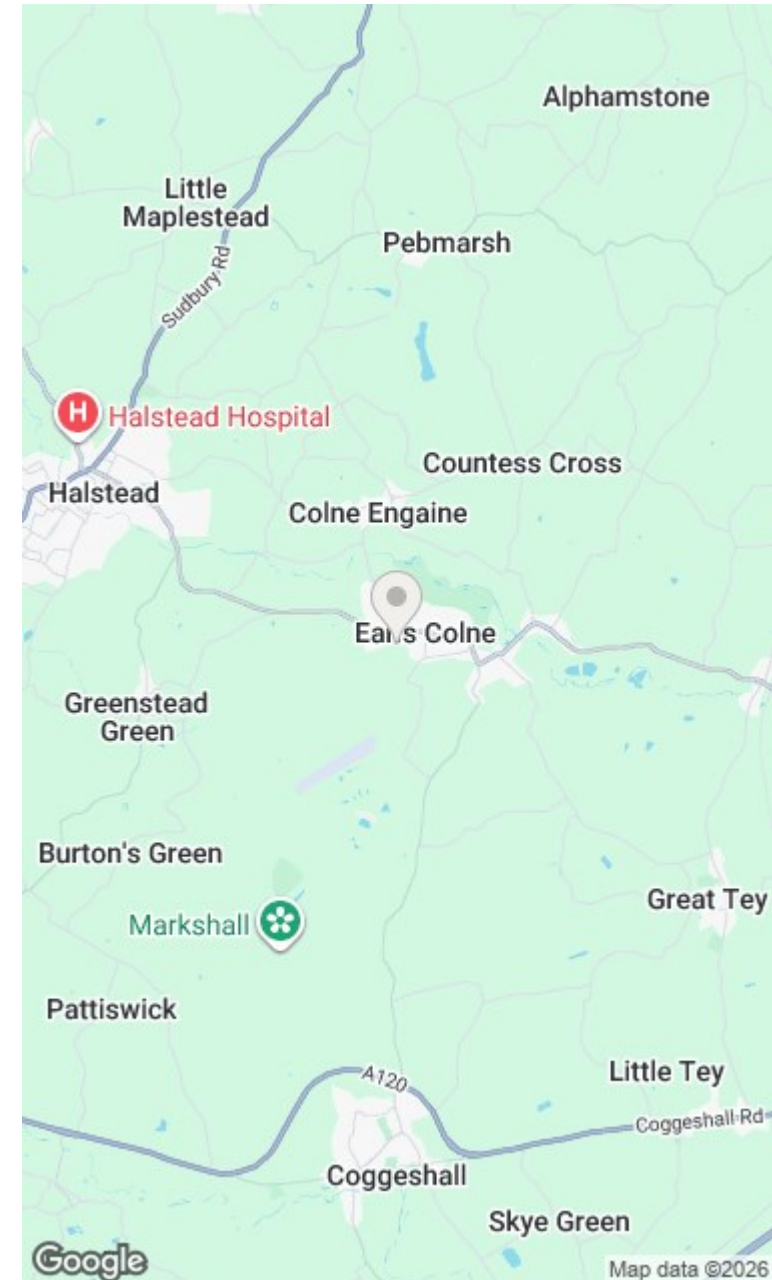 Alphamstone
Little
Maplestead
Pebmarsh
Sudbury Rd
H
Halstead Hospital
Countess Cross
Halstead
Colne Engaine
Earls Colne
Greenstead
Green
Burton's Green
Great Tey
Markshall
Pattiswick
Little Tey
A120
Coggeshall Rd
Coggeshall
Skye Green
Google
Map data ©2026